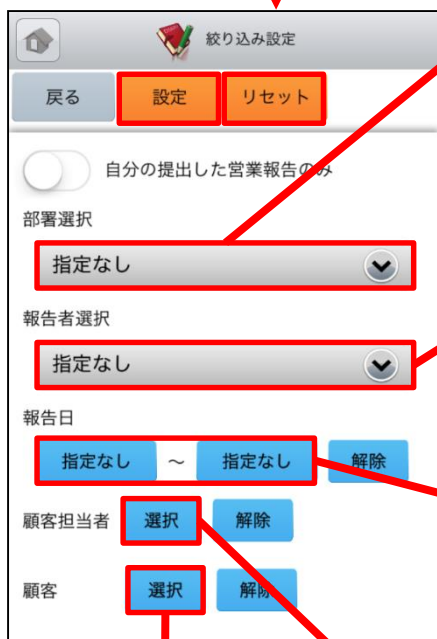 絞り込み設定
戻る 設定 リセット
自分の提出した営業報告のみ
部署選択
指定なし
報告者選択
指定なし
報告日
指定なし ～ 指定なし 解除
顧客担当者 選択 解除
顧客 選択 解除